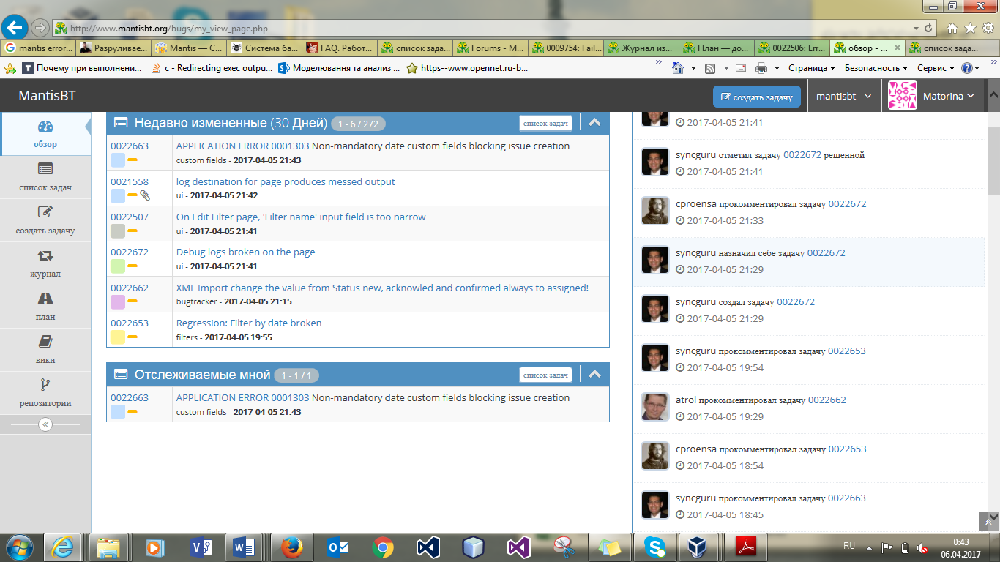 http://www.mantisbt.org/bugs/my_view_page.php
mantis error...
Разруливае...
Mantis — С...
Система ба...
FAQ. Работ...
список зада...
Forums - M...
0009754: Fail...
Журнал из...
План — до...
0022506: Err...
обзор - ...
список зада...
Почему при выполнени...
c - Redirecting exec outpu...
Моделювання та анализ ...
https--www.opennet.ru-b...
Страница
Безопасность
Сервис
MantisBT
создать задачу
mantisbt
Matorina
обзор
список задач
создать задачу
журнал
план
вики
репозитории
Недавно измененные (30 Дней) 1 - 6 / 272
список задач
0022663 APPLICATION ERROR 0001303 Non-mandatory date custom fields blocking issue creation
custom fields - 2017-04-05 21:43
0021558 log destination for page produces messed output
ui - 2017-04-05 21:42
0022507 On Edit Filter page, 'Filter name' input field is too narrow
ui - 2017-04-05 21:41
0022672 Debug logs broken on the page
ui - 2017-04-05 21:41
0022662 XML Import change the value from Status new, acknowled and confirmed always to assigned!
bugtracker - 2017-04-05 21:15
0022653 Regression: Filter by date broken
filters - 2017-04-05 19:55
Отслеживаемые мной 1 - 1 / 1
список задач
0022663 APPLICATION ERROR 0001303 Non-mandatory date custom fields blocking issue creation
custom fields - 2017-04-05 21:43
2017-04-05 21:41
syncguru отметил задачу 0022672 решенной
2017-04-05 21:41
cproensa прокомментировал задачу 0022672
2017-04-05 21:33
syncguru назначил себе задачу 0022672
2017-04-05 21:29
syncguru создал задачу 0022672
2017-04-05 21:29
syncguru прокомментировал задачу 0022653
2017-04-05 19:54
atrol прокомментировал задачу 0022662
2017-04-05 19:29
cproensa прокомментировал задачу 0022653
2017-04-05 18:54
syncguru прокомментировал задачу 0022663
2017-04-05 18:45
RU
0:43
06.04.2017